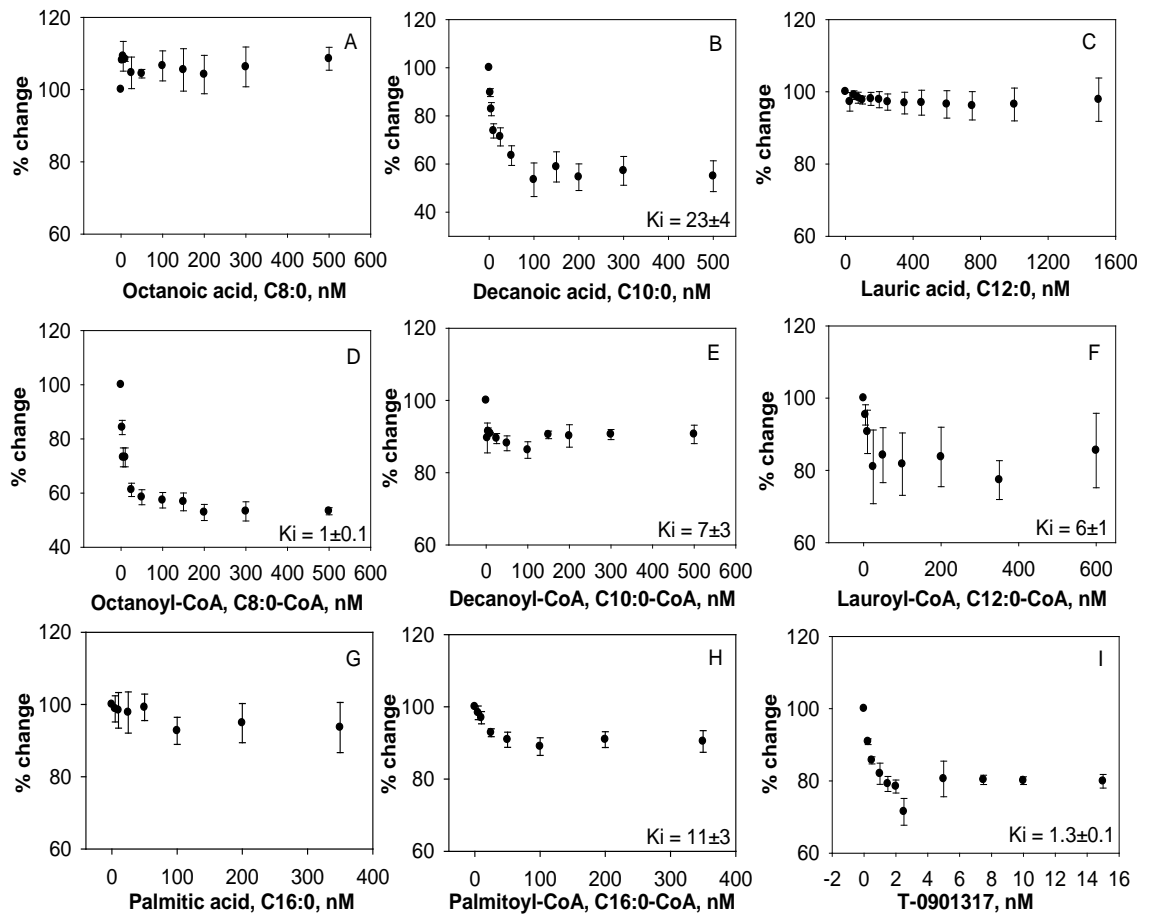 A
% change
120
100
80
60
0 100 200 300 400 500 600
Octanoic acid, C8:0, nM
B
% change
120
100
80
60
40
Ki = 23±4
0 100 200 300 400 500
Decanoic acid, C10:0, nM
C
% change
120
100
80
60
0 400 800 1200 1600
Lauric acid, C12:0, nM
D
% change
120
100
80
60
40
Ki = 1±0.1
0 100 200 300 400 500 600
Octanoyl-CoA, C8:0-CoA, nM
E
% change
120
100
80
60
Ki = 7±3
0 100 200 300 400 500 600
Decanoyl-CoA, C10:0-CoA, nM
F
% change
120
100
80
60
Ki = 6±1
0 200 400 600
Lauroyl-CoA, C12:0-CoA, nM
G
% change
120
100
80
60
0 100 200 300 400
Palmitic acid, C16:0, nM
H
% change
120
100
80
60
Ki = 11±3
0 100 200 300 400
Palmitoyl-CoA, C16:0-CoA, nM
I
% change
120
100
80
60
Ki = 1.3±0.1
-2 0 2 4 6 8 10 12 14 16
T-0901317, nM